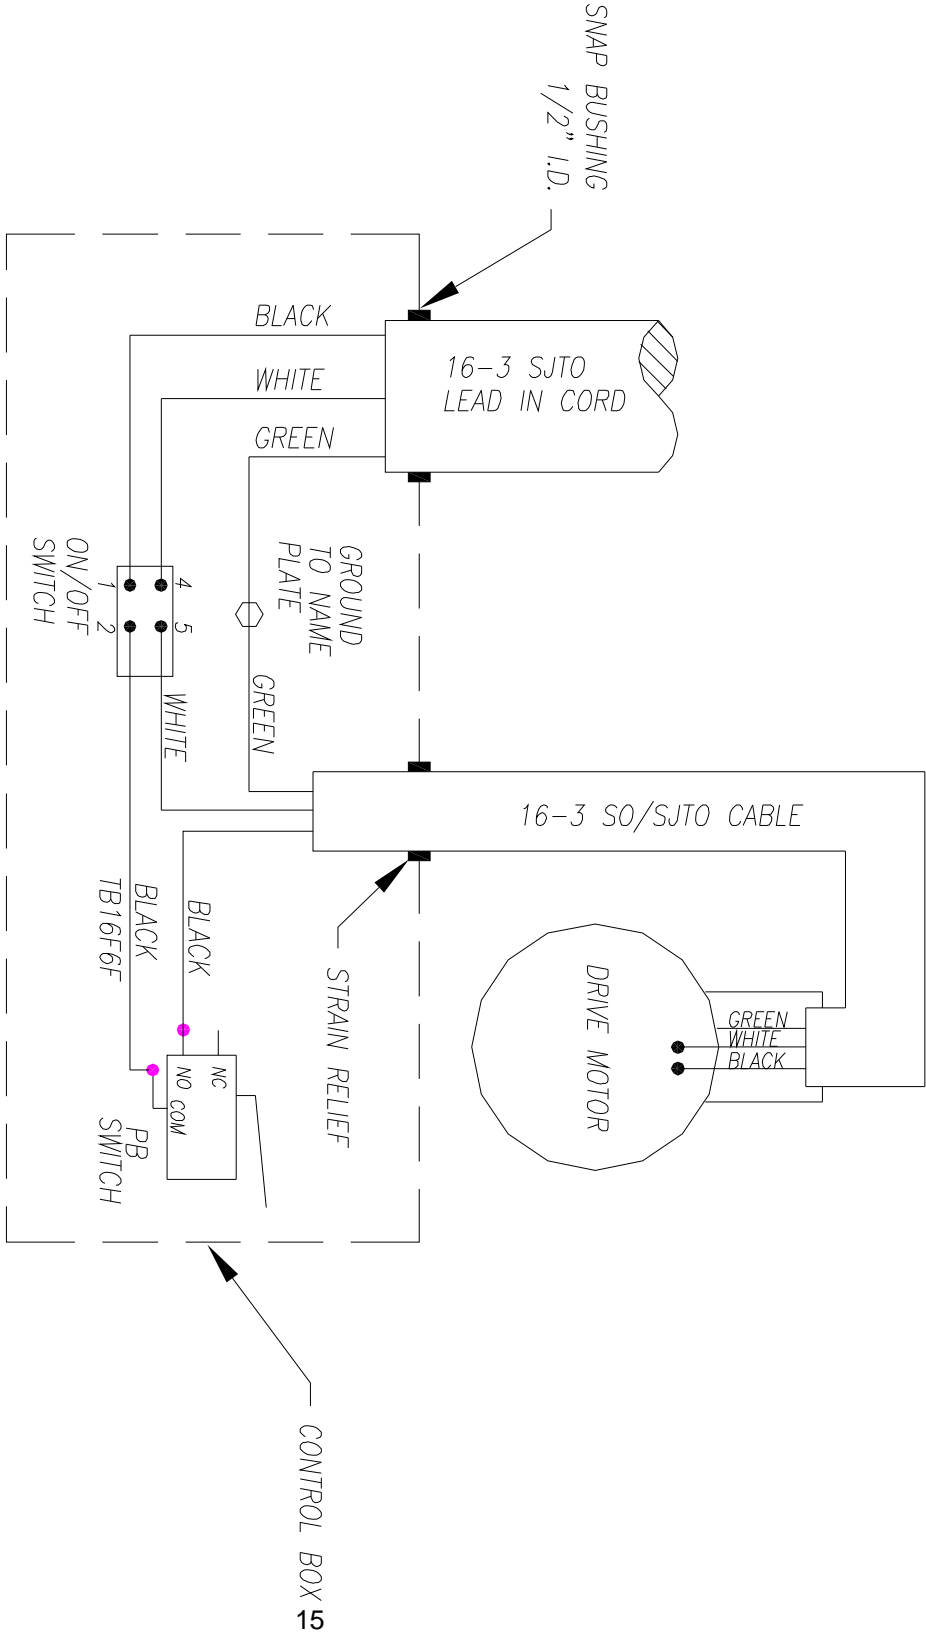 SNAP BUSHING
1/2" I.D.
BLACK
WHITE
GREEN
16-3 SJTO
LEAD IN CORD
GROUND
TO NAME
PLATE
ON/OFF
SWITCH
1
4
2
5
WHITE
GREEN
16-3 SO/SJTO CABLE
BLACK
TB16F6F
BLACK
STRAIN RELIEF
DRIVE MOTOR
GREEN
WHITE
BLACK
NC
NO
COM
PB
SWITCH
CONTROL BOX
15